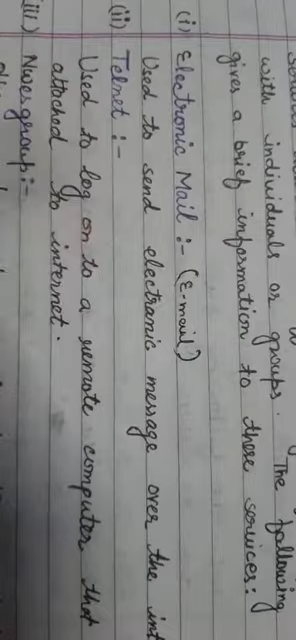 with individuals or groups. The following
gives a brief information to these services:
(i) Electronic Mail :- (E-mail)
Used to send electronic message over the int
(ii) Telnet :-
Used to log on to a remote computer that
attached to internet.
(iii) Nwesgroup:-